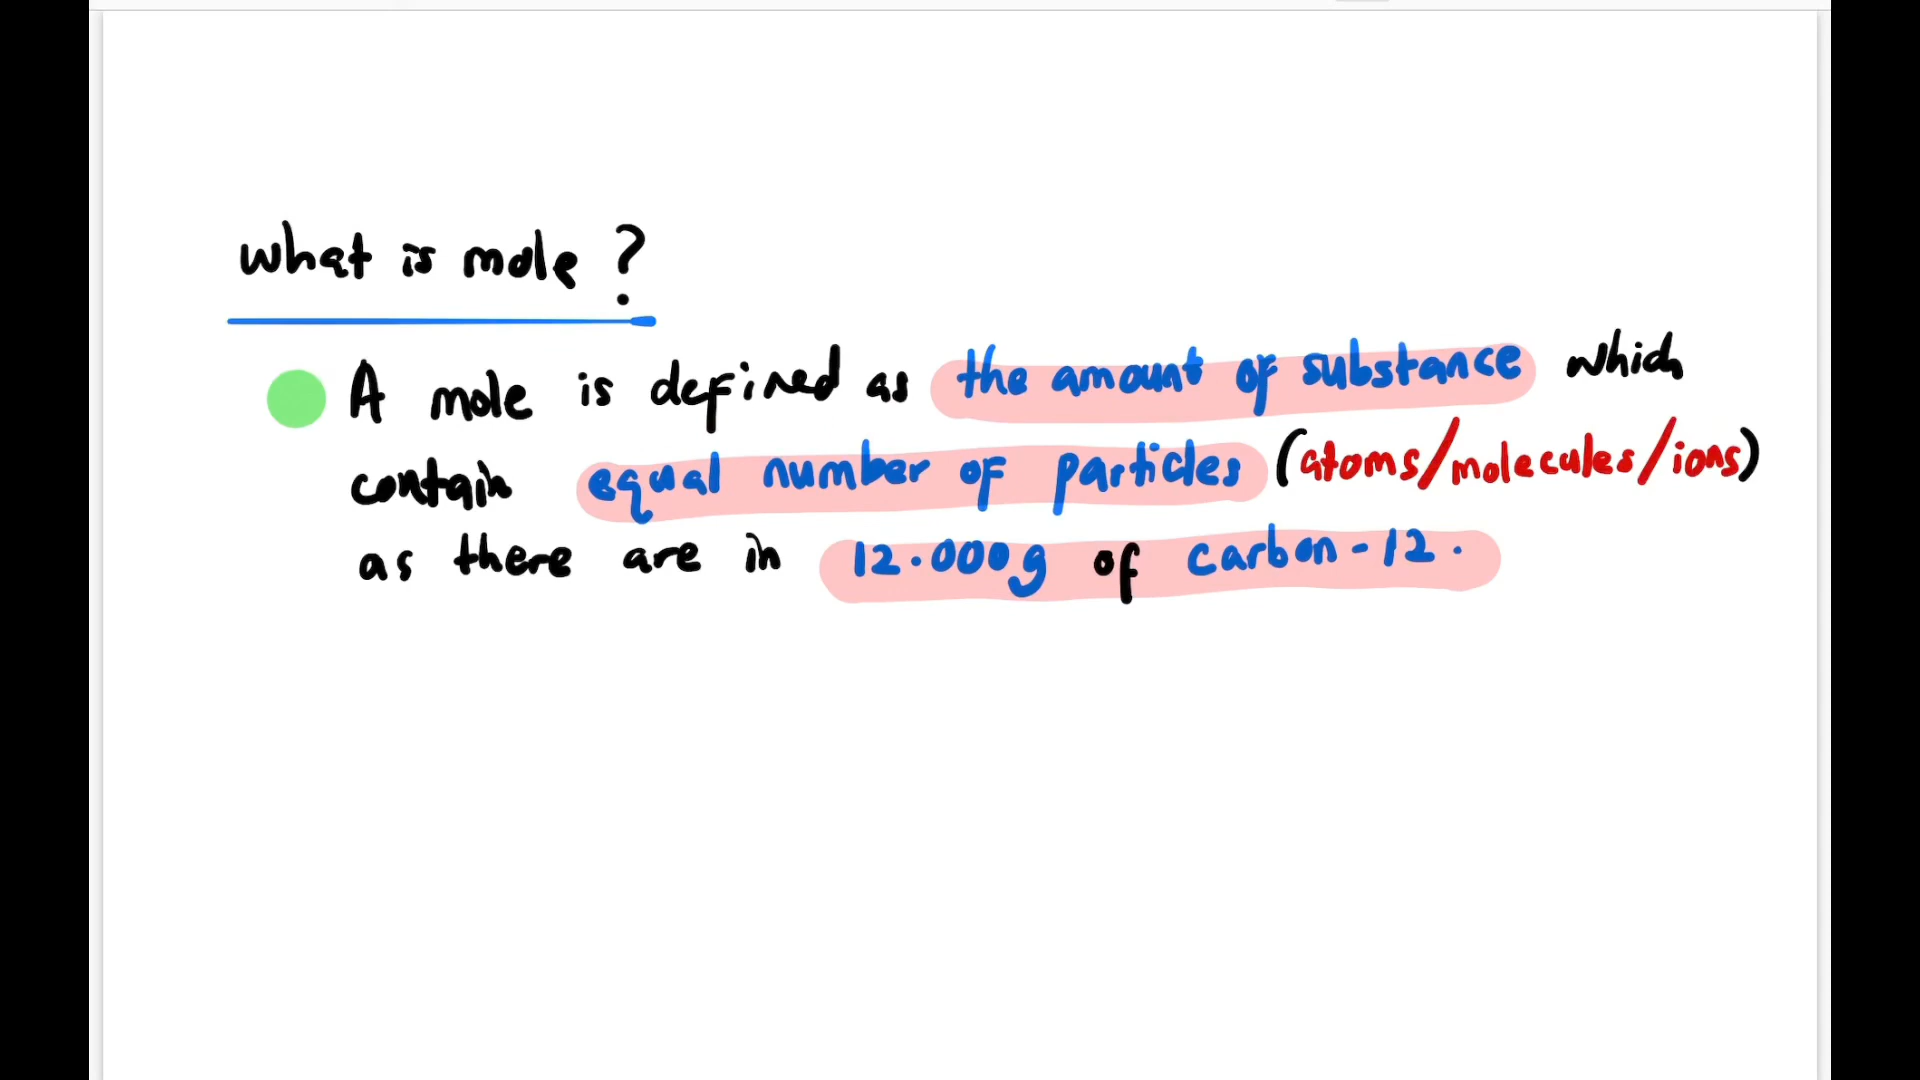 What is mole ?
A mole is defined as the amount of substance which
contain equal number of particles (atoms/molecules/ions)
as there are in 12.000g of carbon-12.